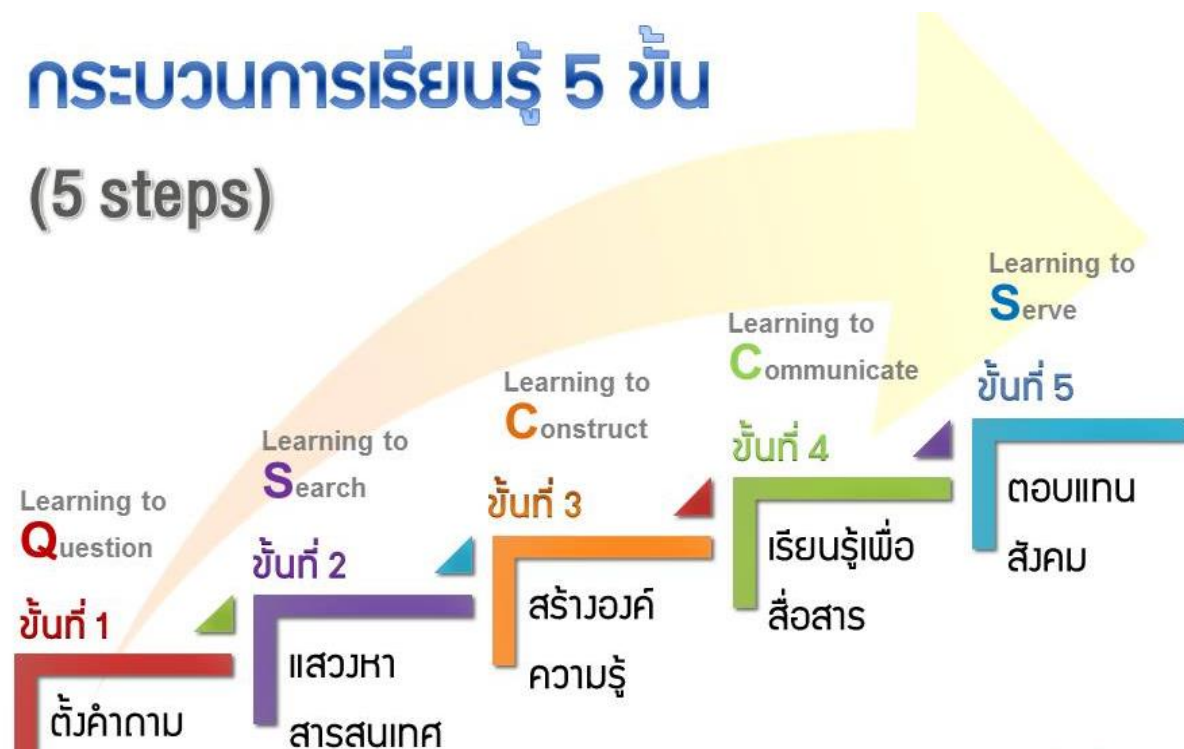 กระบวนการเรียนรู้ 5 ขั้น
(5 steps)
Learning to
Question
ขั้นที่ 1
ตั้งคำถาม
Learning to
Search
ขั้นที่ 2
แสวงหา
สารสนเทศ
Learning to
Construct
ขั้นที่ 3
สร้างองค์
ความรู้
Learning to
Communicate
ขั้นที่ 4
เรียนรู้เพื่อ
สื่อสาร
Learning to
Serve
ขั้นที่ 5
ตอบแทน
สังคม